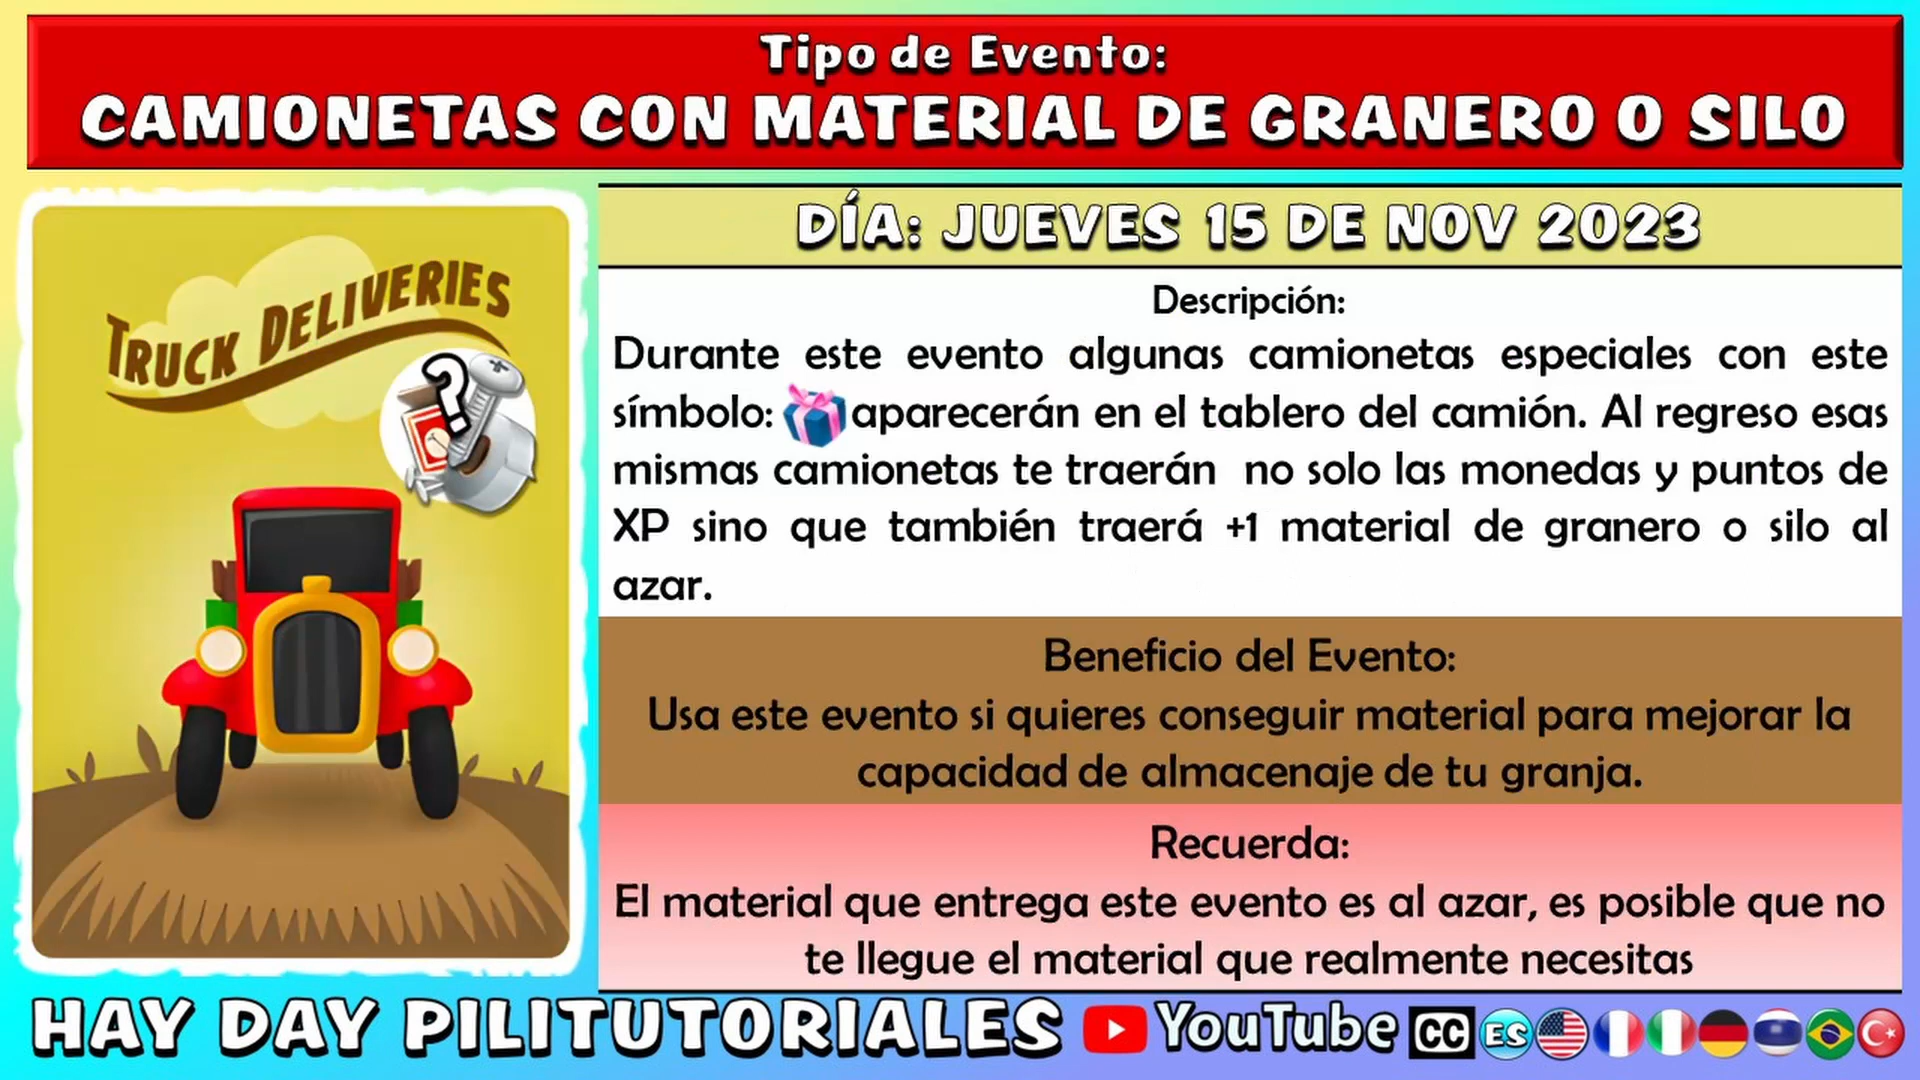 Tipo de Evento:
CAMIONETAS CON MATERIAL DE GRANERO O SILO
TRUCK DELIVERIES
?
DÍA: JUEVES 15 DE NOV 2023
Descripción:
Durante este evento algunas camionetas especiales con este
símbolo: aparecerán en el tablero del camión. Al regreso esas
mismas camionetas te traerán no solo las monedas y puntos de
XP sino que también traerá +1 material de granero o silo al
azar.
Beneficio del Evento:
Usa este evento si quieres conseguir material para mejorar la
capacidad de almacenaje de tu granja.
Recuerda:
El material que entrega este evento es al azar, es posible que no
te llegue el material que realmente necesitas
HAY DAY PILITUTORIALES YouTube CC ES